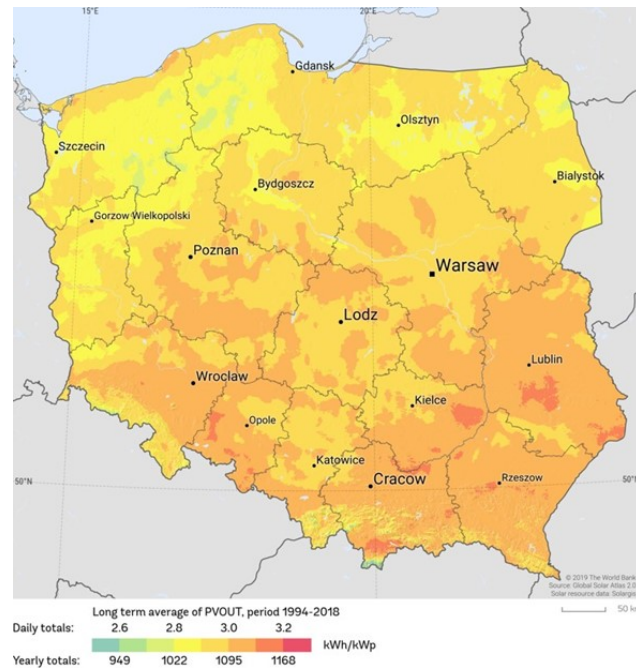 15°E
20°E
Gdansk
Olsztyn
Szczecin
Bydgoszcz
Bialystok
Gorzow Wielkopolski
Poznan
Warsaw
Lodz
Lublin
Wroclaw
Opole
Kielce
Katowice
50°N
Cracow
Rzeszow
50°N
© 2019 The World Bank
Source: Global Solar Atlas 2.0
Solar resource data: Solargis
Long term average of PVOUT, period 1994-2018
50 km
Daily totals: 2.6 2.8 3.0 3.2
kWh/kWp
Yearly totals: 949 1022 1095 1168